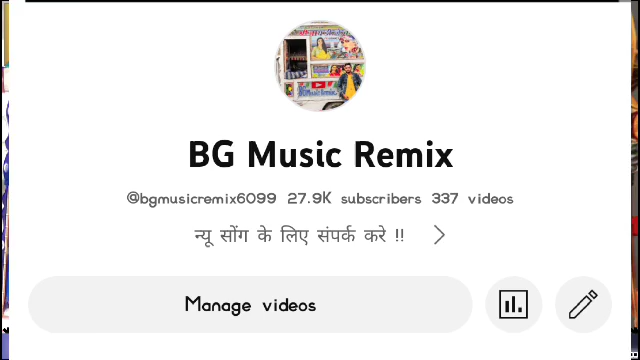 BG Music Remix
@bgmusicremix6099 27.9K subscribers 337 videos
न्यू सोंग के लिए संपर्क करे !!
Manage videos